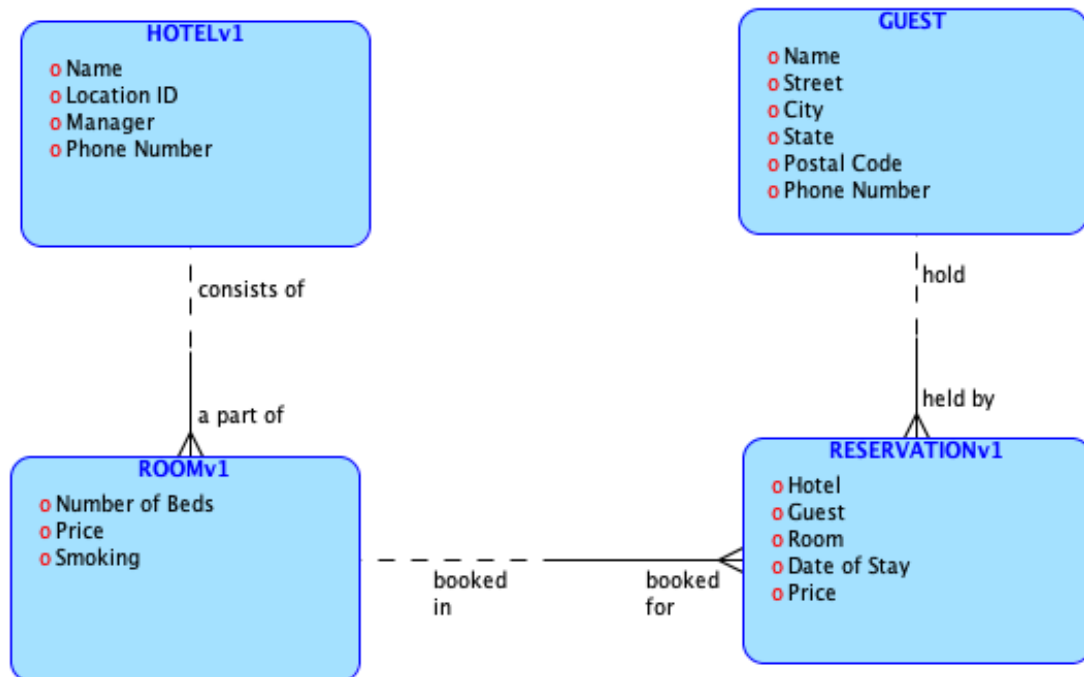 HOTELv1
o Name
o Location ID
o Manager
o Phone Number
GUEST
o Name
o Street
o City
o State
o Postal Code
o Phone Number
consists of
a part of
hold
held by
ROOMv1
o Number of Beds
o Price
o Smoking
booked
in
booked
for
RESERVATIONv1
o Hotel
o Guest
o Room
o Date of Stay
o Price